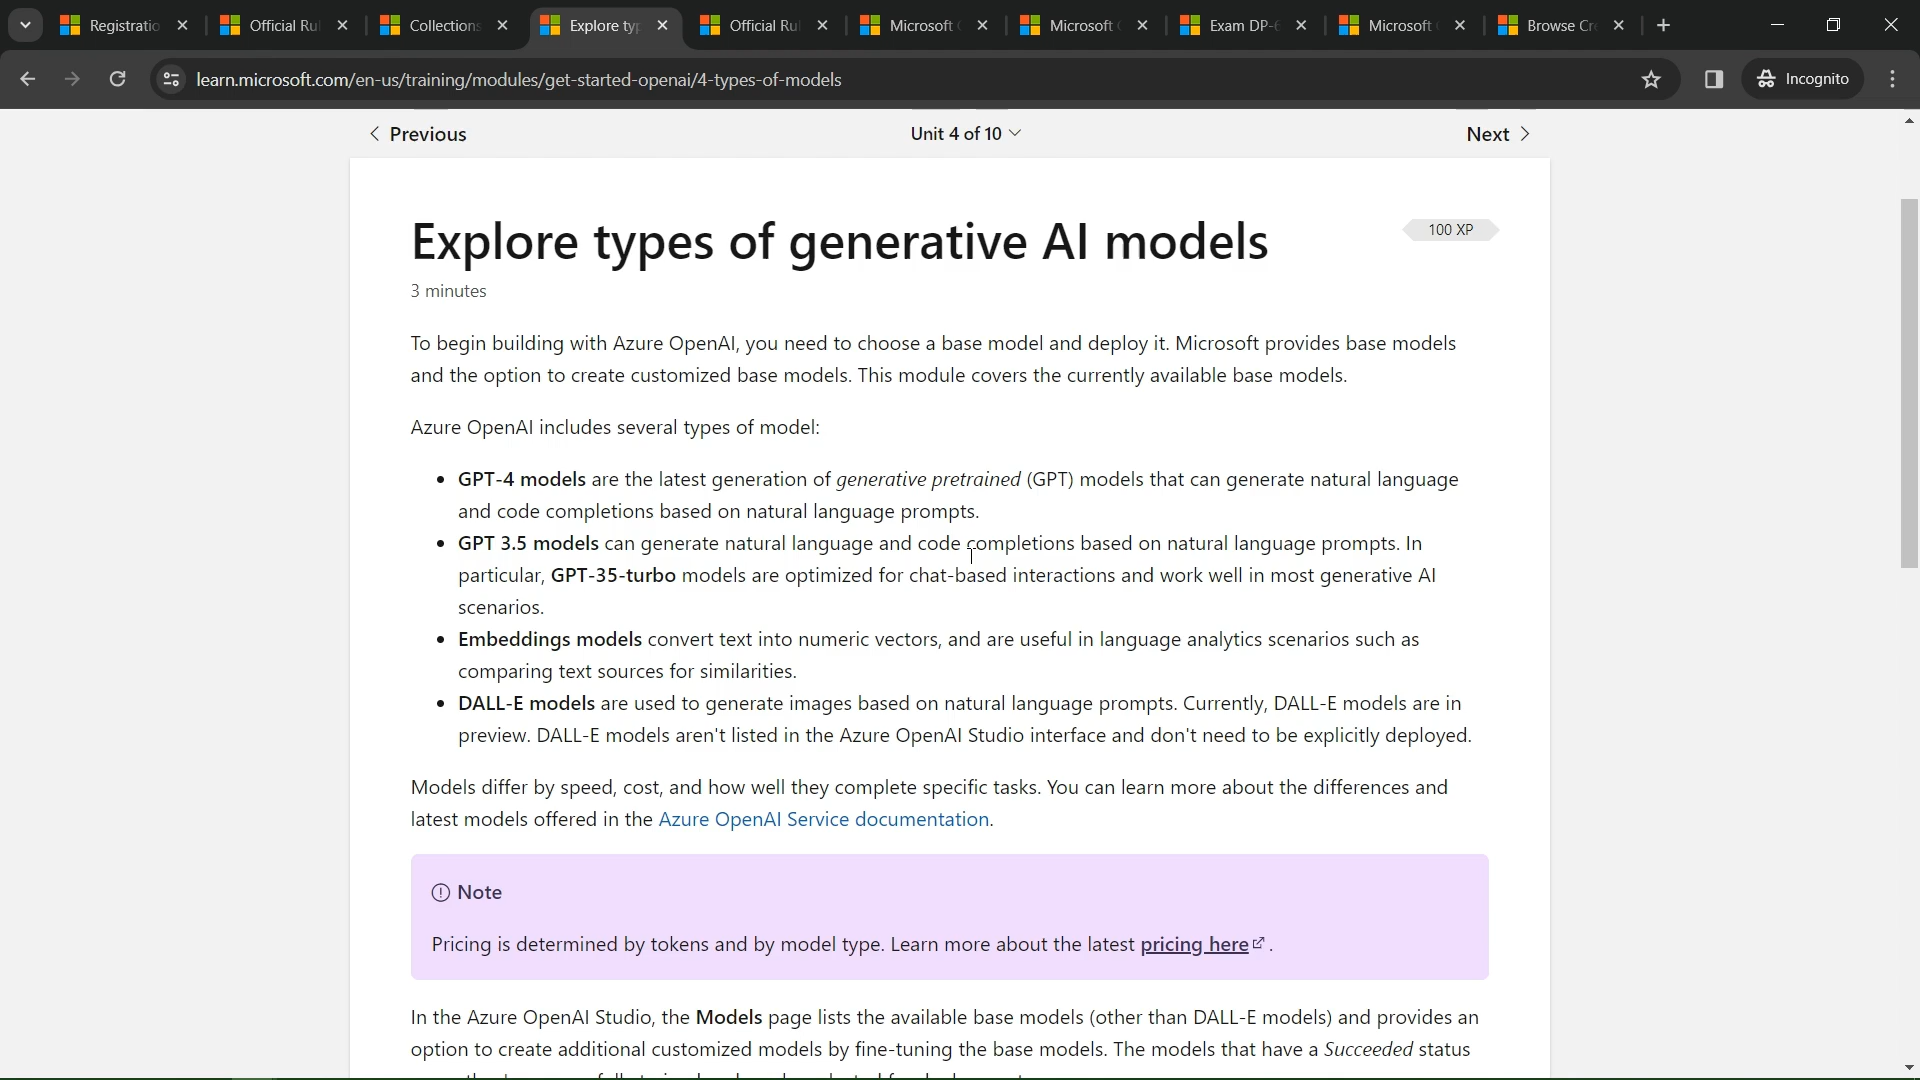 Registratio
Official Ru
Collections
Explore typ
Official Rul
Microsoft C
Microsoft C
Exam DP-6
Microsoft C
Browse Cre
learn.microsoft.com/en-us/training/modules/get-started-openai/4-types-of-models
Incognito
Previous
Unit 4 of 10
Next
Explore types of generative AI models
100 XP
3 minutes
To begin building with Azure OpenAI, you need to choose a base model and deploy it. Microsoft provides base models
and the option to create customized base models. This module covers the currently available base models.
Azure OpenAI includes several types of model:
• GPT-4 models are the latest generation of generative pretrained (GPT) models that can generate natural language
and code completions based on natural language prompts.
• GPT 3.5 models can generate natural language and code completions based on natural language prompts. In
particular, GPT-35-turbo models are optimized for chat-based interactions and work well in most generative AI
scenarios.
• Embeddings models convert text into numeric vectors, and are useful in language analytics scenarios such as
comparing text sources for similarities.
• DALL-E models are used to generate images based on natural language prompts. Currently, DALL-E models are in
preview. DALL-E models aren't listed in the Azure OpenAI Studio interface and don't need to be explicitly deployed.
Models differ by speed, cost, and how well they complete specific tasks. You can learn more about the differences and
latest models offered in the Azure OpenAI Service documentation.
Note
Pricing is determined by tokens and by model type. Learn more about the latest pricing here.
In the Azure OpenAI Studio, the Models page lists the available base models (other than DALL-E models) and provides an
option to create additional customized models by fine-tuning the base models. The models that have a Succeeded status